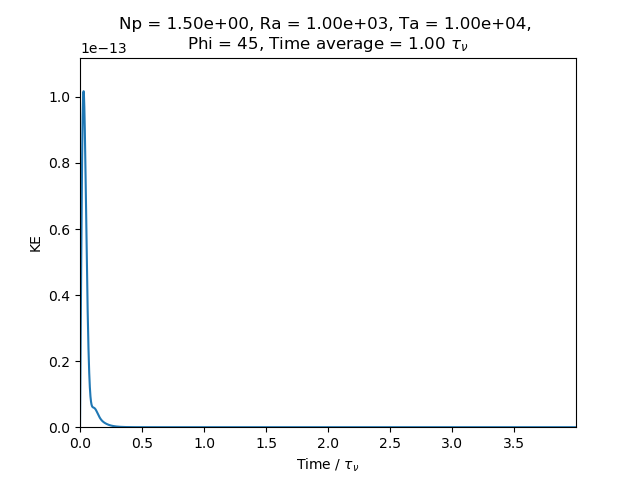 Np = 1.50e+00, Ra = 1.00e+03, Ta = 1.00e+04,
Phi = 45, Time average = 1.00 τν
1e−13
1.0
0.8
0.6
0.4
0.2
0.0
KE
0.0 0.5 1.0 1.5 2.0 2.5 3.0 3.5
Time / τν